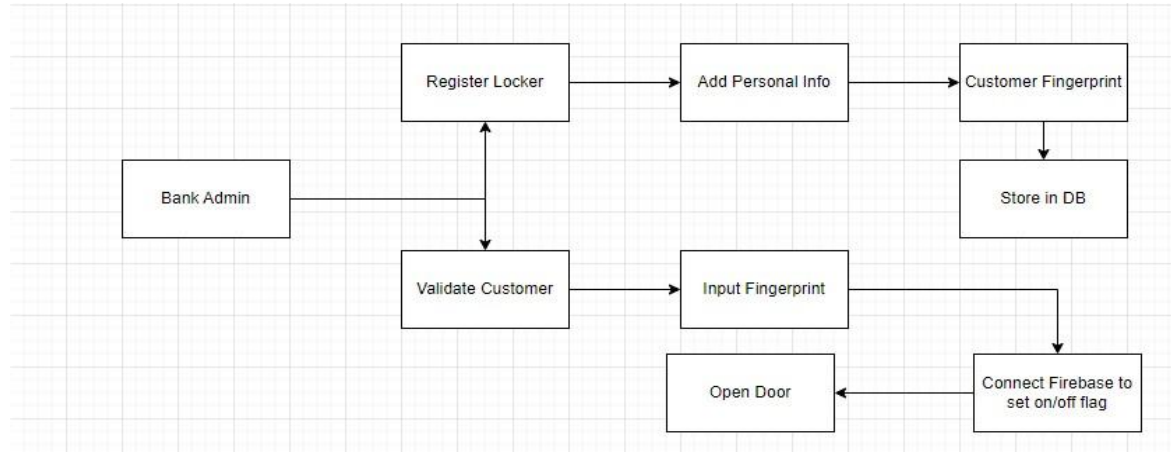 Register Locker
Add Personal Info
Customer Fingerprint
Bank Admin
Store in DB
Validate Customer
Input Fingerprint
Open Door
Connect Firebase to
set on/off flag